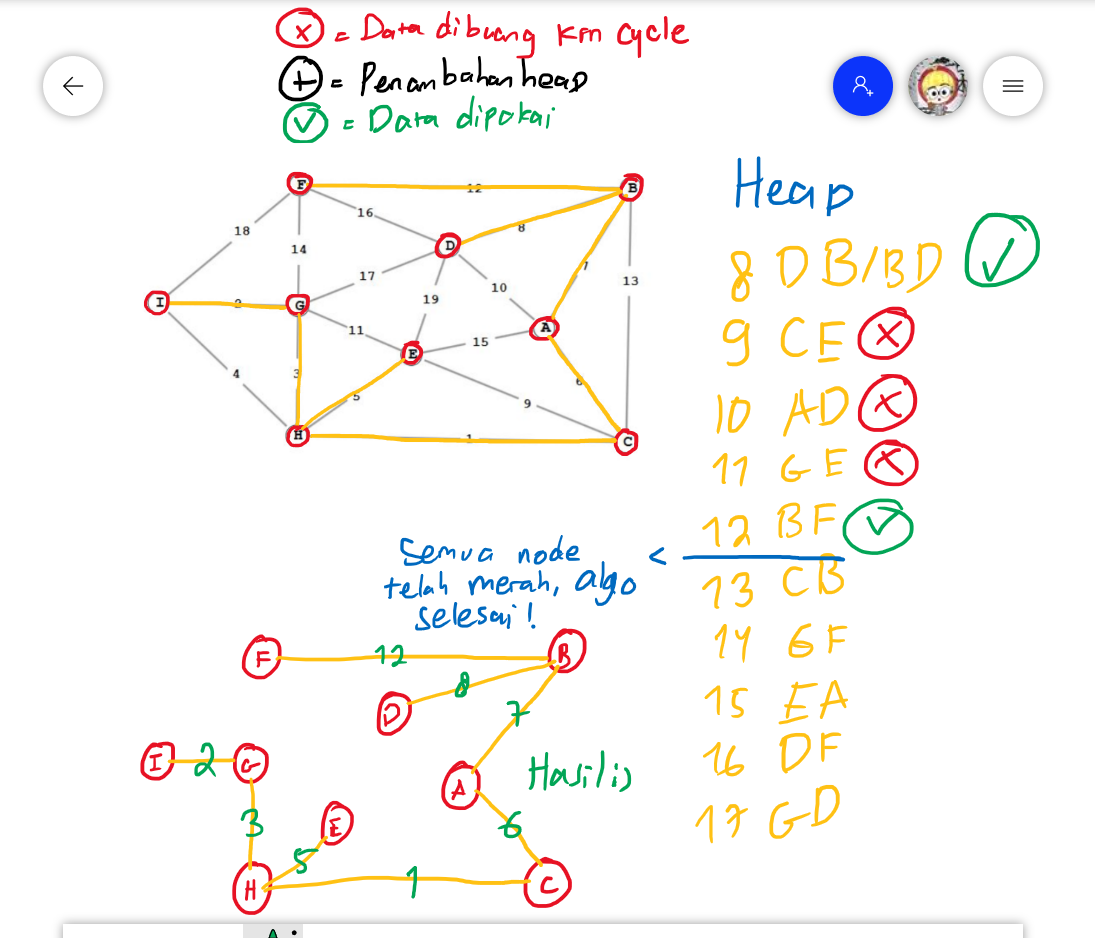 x = Data dibuang krn cycle
+ = Penambahan heap
✓ = Data dipakai
Heap
8 DB/BD ✓
9 CE x
10 AD x
11 GE x
12 BF ✓
13 CB
14 GF
15 EA
16 DF
17 GD
F 12 B
18 16 8
14 D
17 10 7 13
I 2 G 19
11 E 15 A
4 3 5 9 6
H 1 C
Semua node <
telah merah, algo
selesai!
F 12 B
D 8
7
I 2 G
A
Hasil
3 E
5 6
H 1 C